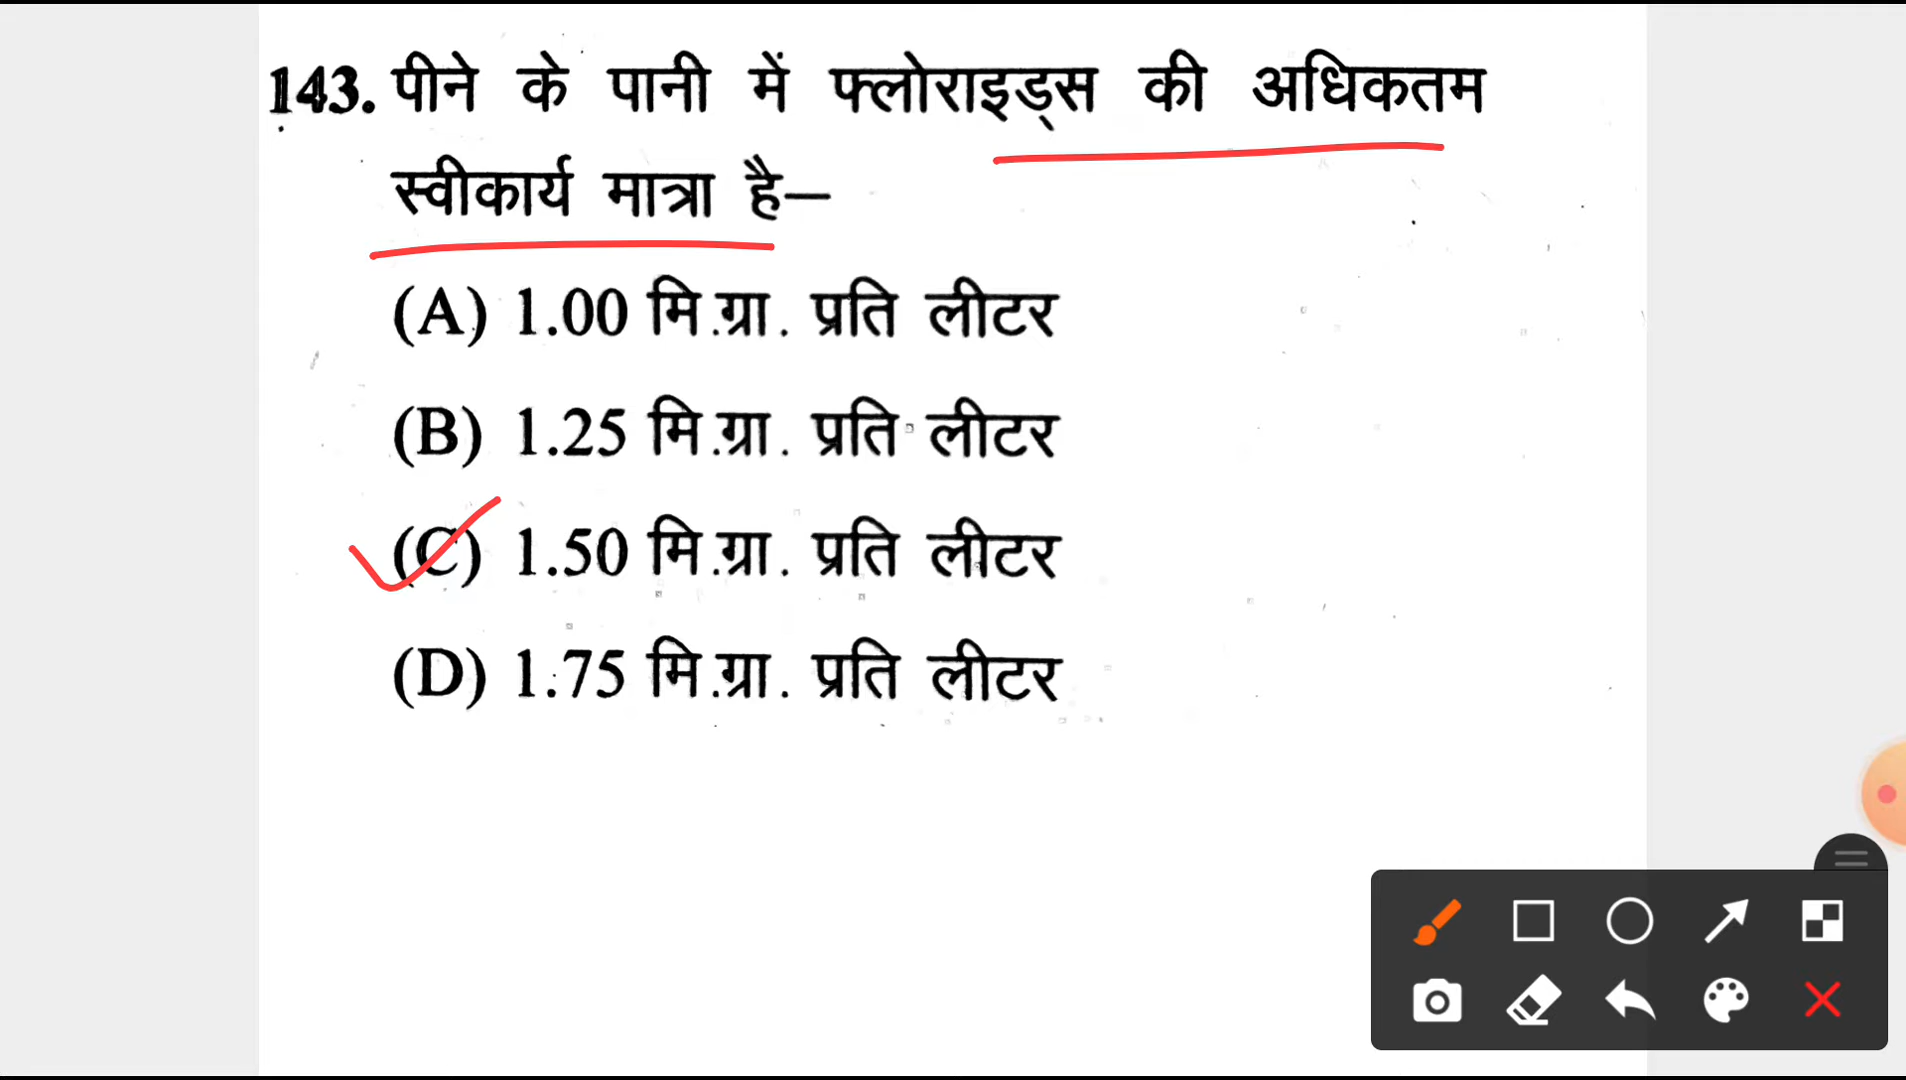 143. पीने के पानी में फ्लोराइड्स की अधिकतम
स्वीकार्य मात्रा है—
(A) 1.00 मि.ग्रा. प्रति लीटर
(B) 1.25 मि.ग्रा. प्रति लीटर
(C) 1.50 मि.ग्रा. प्रति लीटर
(D) 1.75 मि.ग्रा. प्रति लीटर